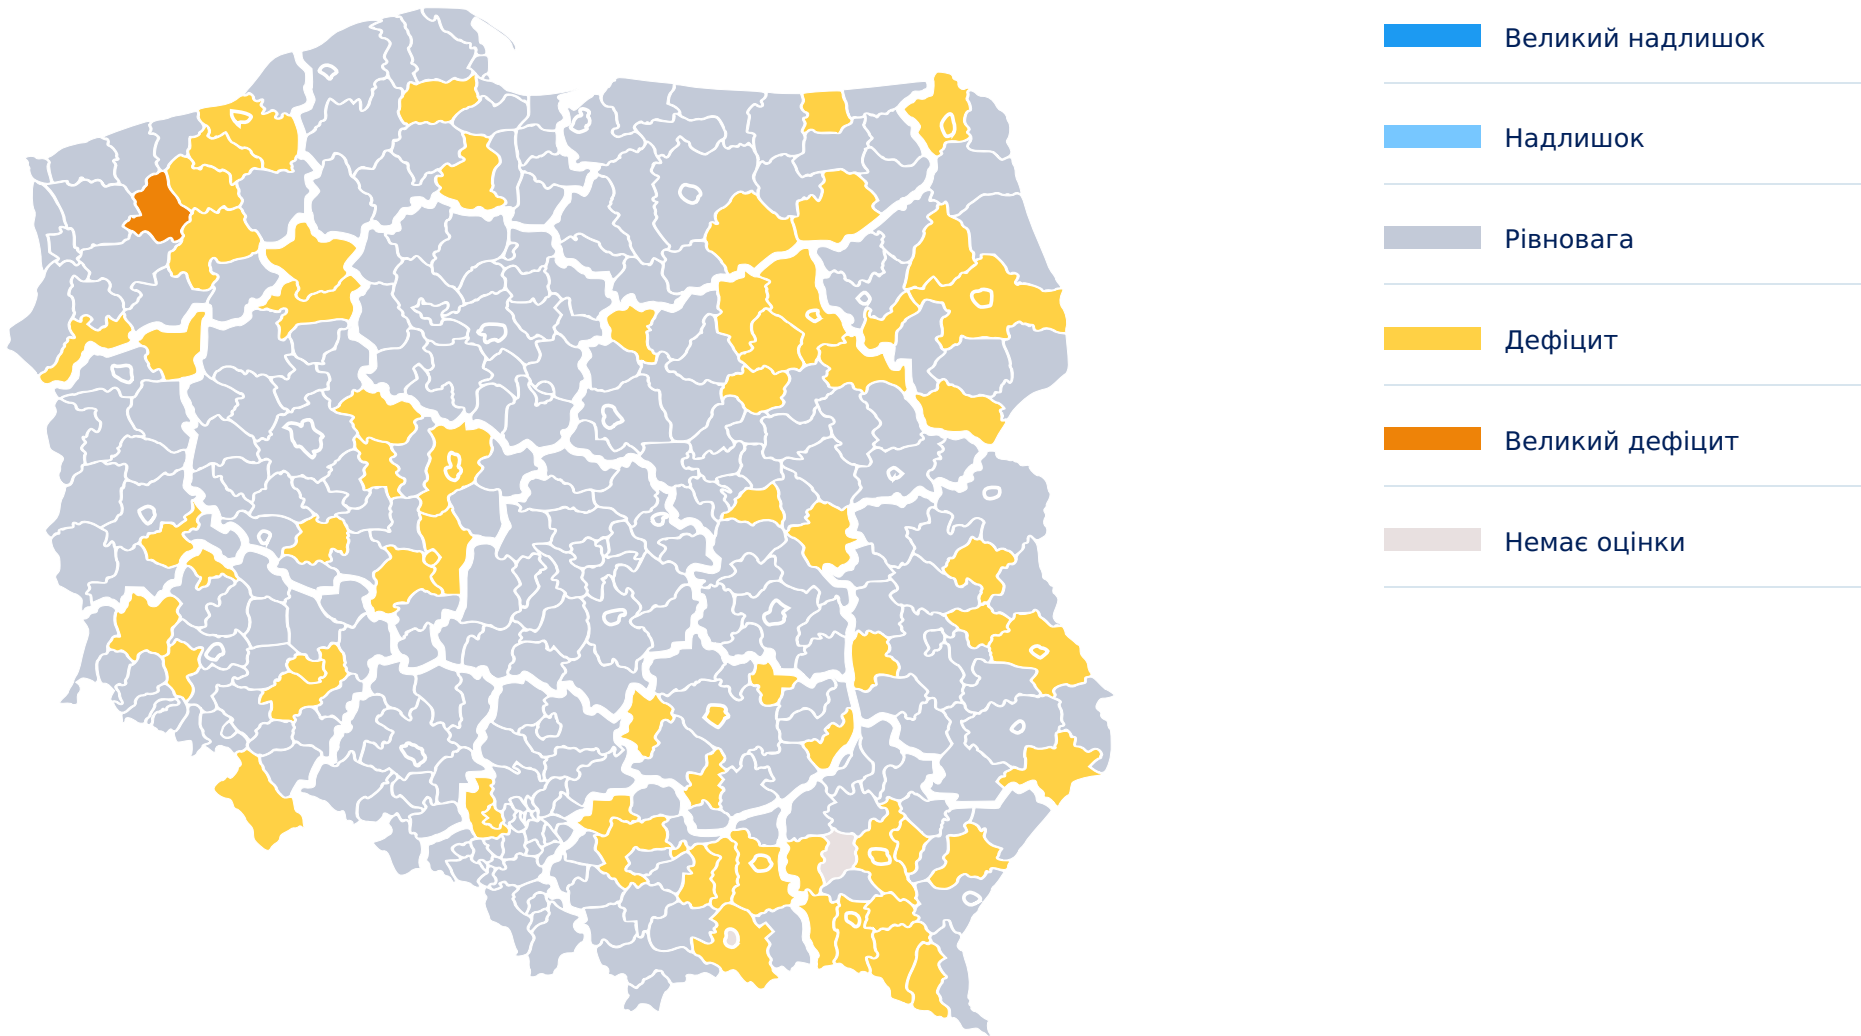 Великий надлишок
Надлишок
Рівновага
Дефіцит
Великий дефіцит
Немає оцінки